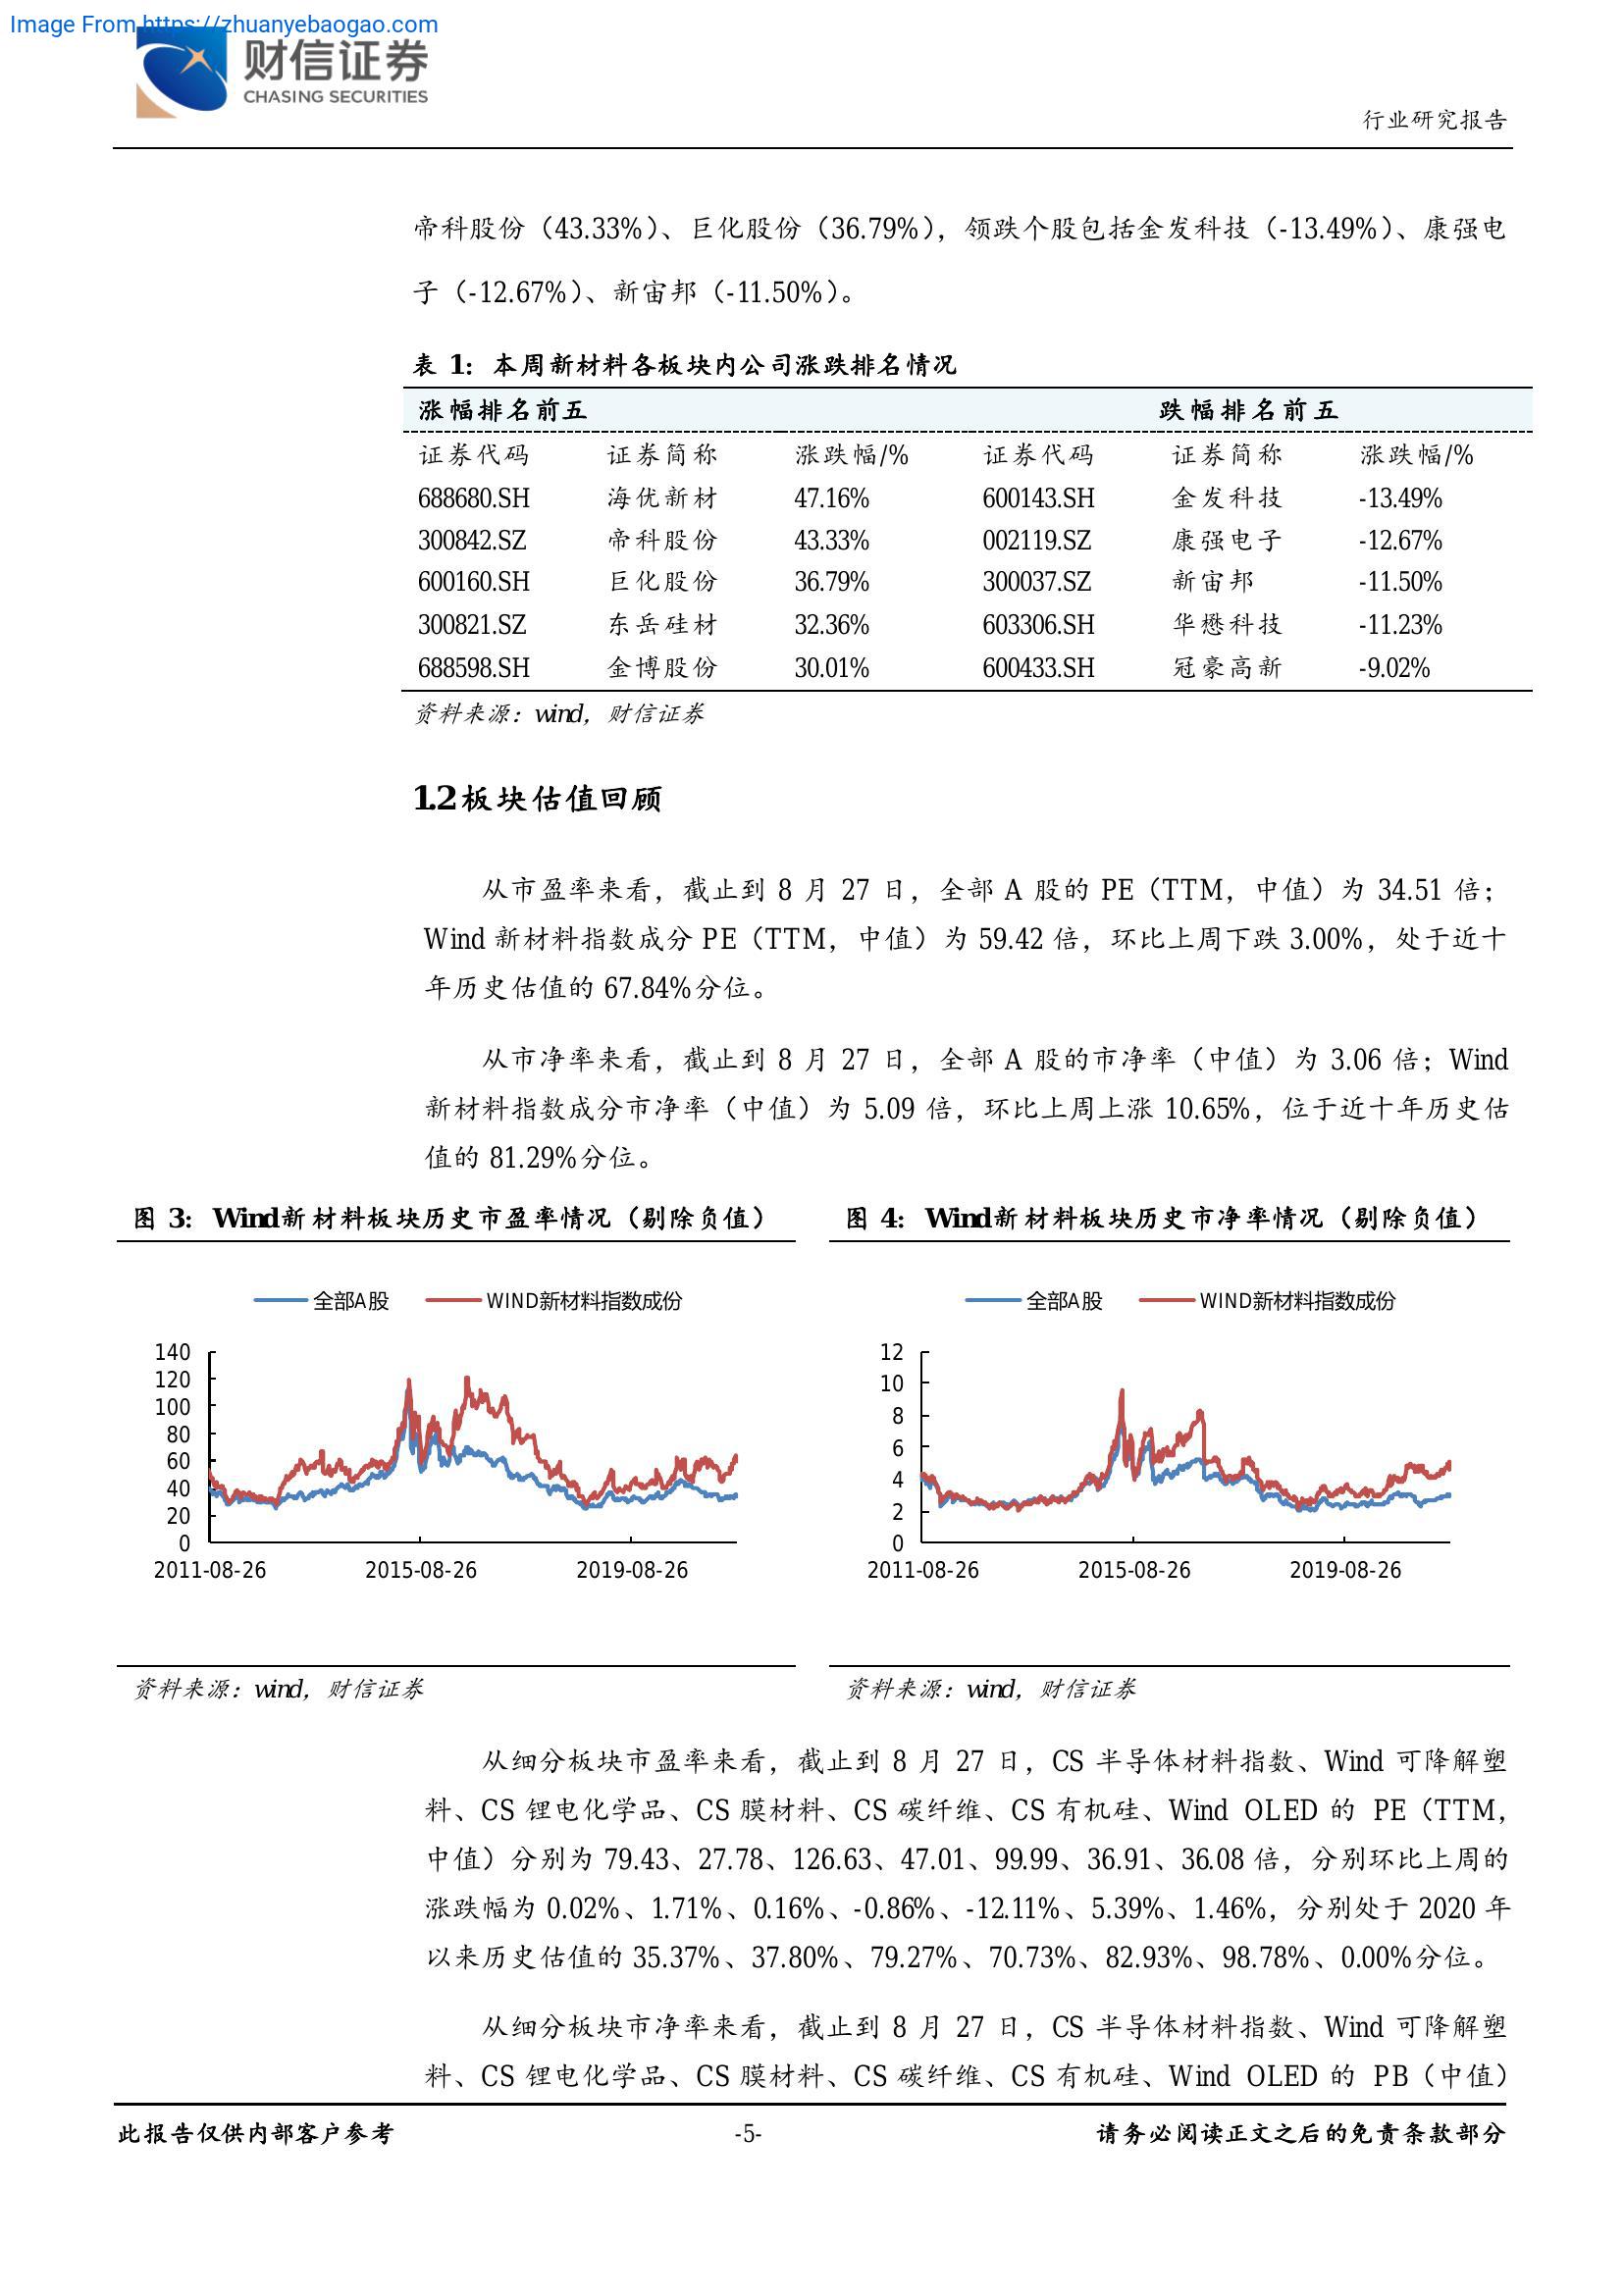 Image From https://zhuanyebaogao.com
财信证券
CHASING SECURITIES
行业研究报告
帝科股份（43.33%）、巨化股份（36.79%），领跌个股包括金发科技（-13.49%）、康强电
子（-12.67%）、新宙邦（-11.50%）。
表 1：本周新材料各板块内公司涨跌排名情况
涨幅排名前五 跌幅排名前五
证券代码 证券简称 涨跌幅/% 证券代码 证券简称 涨跌幅/%
688680.SH 海优新材 47.16% 600143.SH 金发科技 -13.49%
300842.SZ 帝科股份 43.33% 002119.SZ 康强电子 -12.67%
600160.SH 巨化股份 36.79% 300037.SZ 新宙邦 -11.50%
300821.SZ 东岳硅材 32.36% 603306.SH 华懋科技 -11.23%
688598.SH 金博股份 30.01% 600433.SH 冠豪高新 -9.02%
资料来源：wind，财信证券
1.2 板块估值回顾
从市盈率来看，截止到 8 月 27 日，全部 A 股的 PE（TTM，中值）为 34.51 倍；
Wind 新材料指数成分 PE（TTM，中值）为 59.42 倍，环比上周下跌 3.00%，处于近十
年历史估值的 67.84%分位。
从市净率来看，截止到 8 月 27 日，全部 A 股的市净率（中值）为 3.06 倍；Wind
新材料指数成分市净率（中值）为 5.09 倍，环比上周上涨 10.65%，位于近十年历史估
值的 81.29%分位。
图 3：Wind新材料板块历史市盈率情况（剔除负值）
全部A股 WIND新材料指数成份
140
120
100
80
60
40
20
0
2011-08-26 2015-08-26 2019-08-26
资料来源：wind，财信证券
图 4：Wind新材料板块历史市净率情况（剔除负值）
全部A股 WIND新材料指数成份
12
10
8
6
4
2
0
2011-08-26 2015-08-26 2019-08-26
资料来源：wind，财信证券
从细分板块市盈率来看，截止到 8 月 27 日，CS 半导体材料指数、Wind 可降解塑
料、CS 锂电化学品、CS 膜材料、CS 碳纤维、CS 有机硅、Wind OLED 的 PE（TTM，
中值）分别为 79.43、27.78、126.63、47.01、99.99、36.91、36.08 倍，分别环比上周的
涨跌幅为 0.02%、1.71%、0.16%、-0.86%、-12.11%、5.39%、1.46%，分别处于 2020 年
以来历史估值的 35.37%、37.80%、79.27%、70.73%、82.93%、98.78%、0.00%分位。
从细分板块市净率来看，截止到 8 月 27 日，CS 半导体材料指数、Wind 可降解塑
料、CS 锂电化学品、CS 膜材料、CS 碳纤维、CS 有机硅、Wind OLED 的 PB（中值）
此报告仅供内部客户参考 -5- 请务必阅读正文之后的免责条款部分